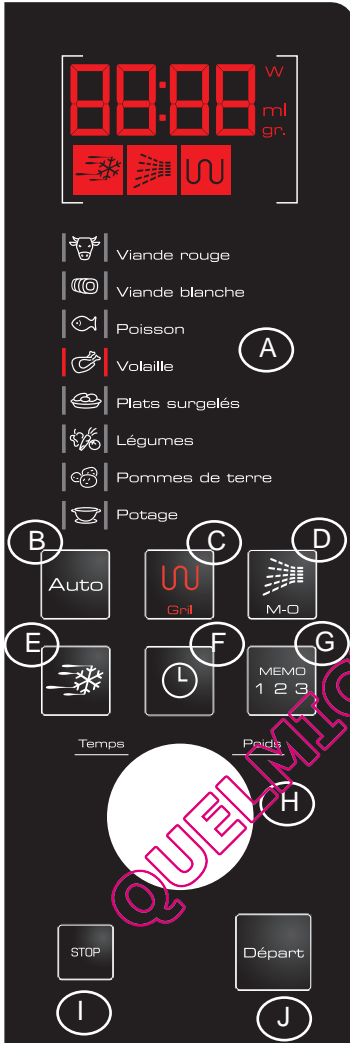 88:88 W
ml
gr.
Viande rouge
Viande blanche
Poisson
A
Volaille
Plats surgelés
Légumes
Pommes de terre
Potage
B C D
Auto Gril M-O
E F G
MEMO
1 2 3
Temps Poids
H
QUELMIC
STOP Départ
I J